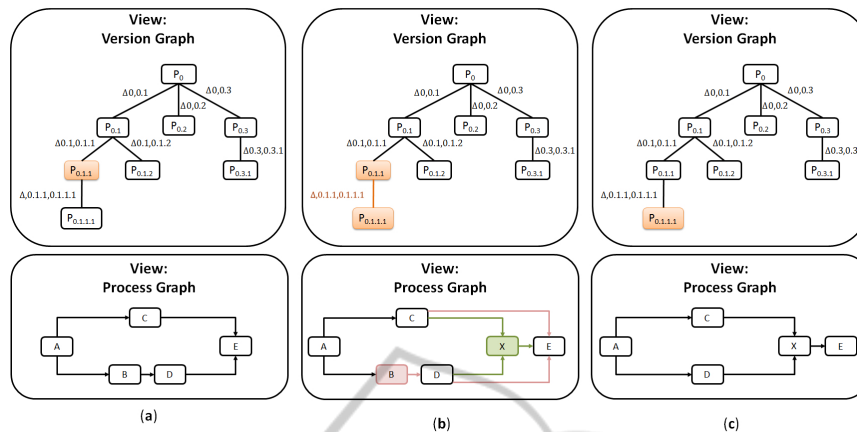 View:
Version Graph
P0
Δ0,0.1
Δ0,0.2
Δ0,0.3
P0.1
P0.2
P0.3
Δ0.1,0.1.1
Δ0.1,0.1.2
Δ0.3,0.3.1
P0.1.1
P0.1.2
P0.3.1
Δ,0.1.1,0.1.1.1
P0.1.1.1
View:
Process Graph
A
C
B
D
E
(a)
View:
Version Graph
P0
Δ0,0.1
Δ0,0.2
Δ0,0.3
P0.1
P0.2
P0.3
Δ0.1,0.1.1
Δ0.1,0.1.2
Δ0.3,0.3.1
P0.1.1
P0.1.2
P0.3.1
Δ,0.1.1,0.1.1.1
P0.1.1.1
View:
Process Graph
A
C
B
D
X
E
(b)
View:
Version Graph
P0
Δ0,0.1
Δ0,0.2
Δ0,0.3
P0.1
P0.2
P0.3
Δ0.1,0.1.1
Δ0.1,0.1.2
Δ0.3,0.3.1
P0.1.1
P0.1.2
P0.3.1
Δ,0.1.1,0.1.1.1
P0.1.1.1
View:
Process Graph
A
C
D
X
E
(c)